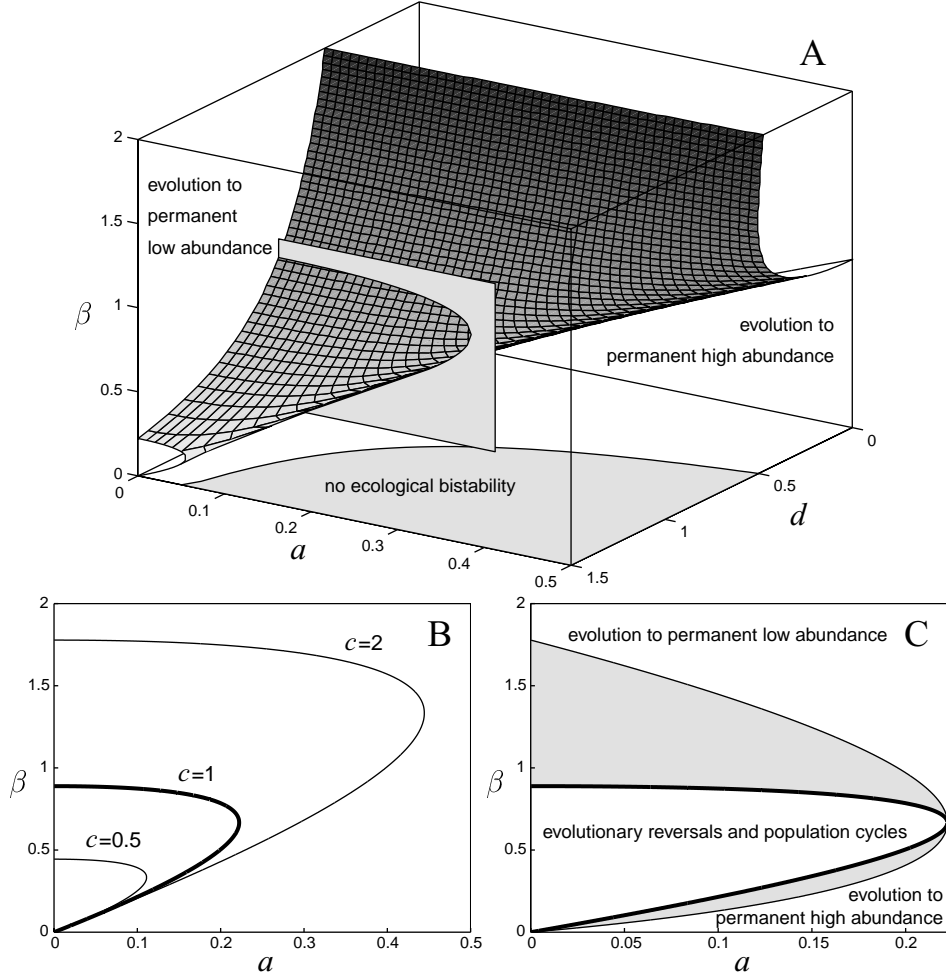 A
2
evolution to
permanent
low abundance
1.5
β
1
evolution to
permanent high abundance
0.5
0
0
0
no ecological bistability
0.1
0.5
0.2
d
a
0.3
1
0.4
0.5
1.5
2
B
c=2
1.5
β
1
c=1
0.5
c=0.5
0
0
0.1
0.2
0.3
0.4
0.5
a
2
evolution to permanent low abundance
C
1.5
β
1
evolutionary reversals and population cycles
0.5
evolution to
permanent high abundance
0
0
0.05
0.1
0.15
0.2
a